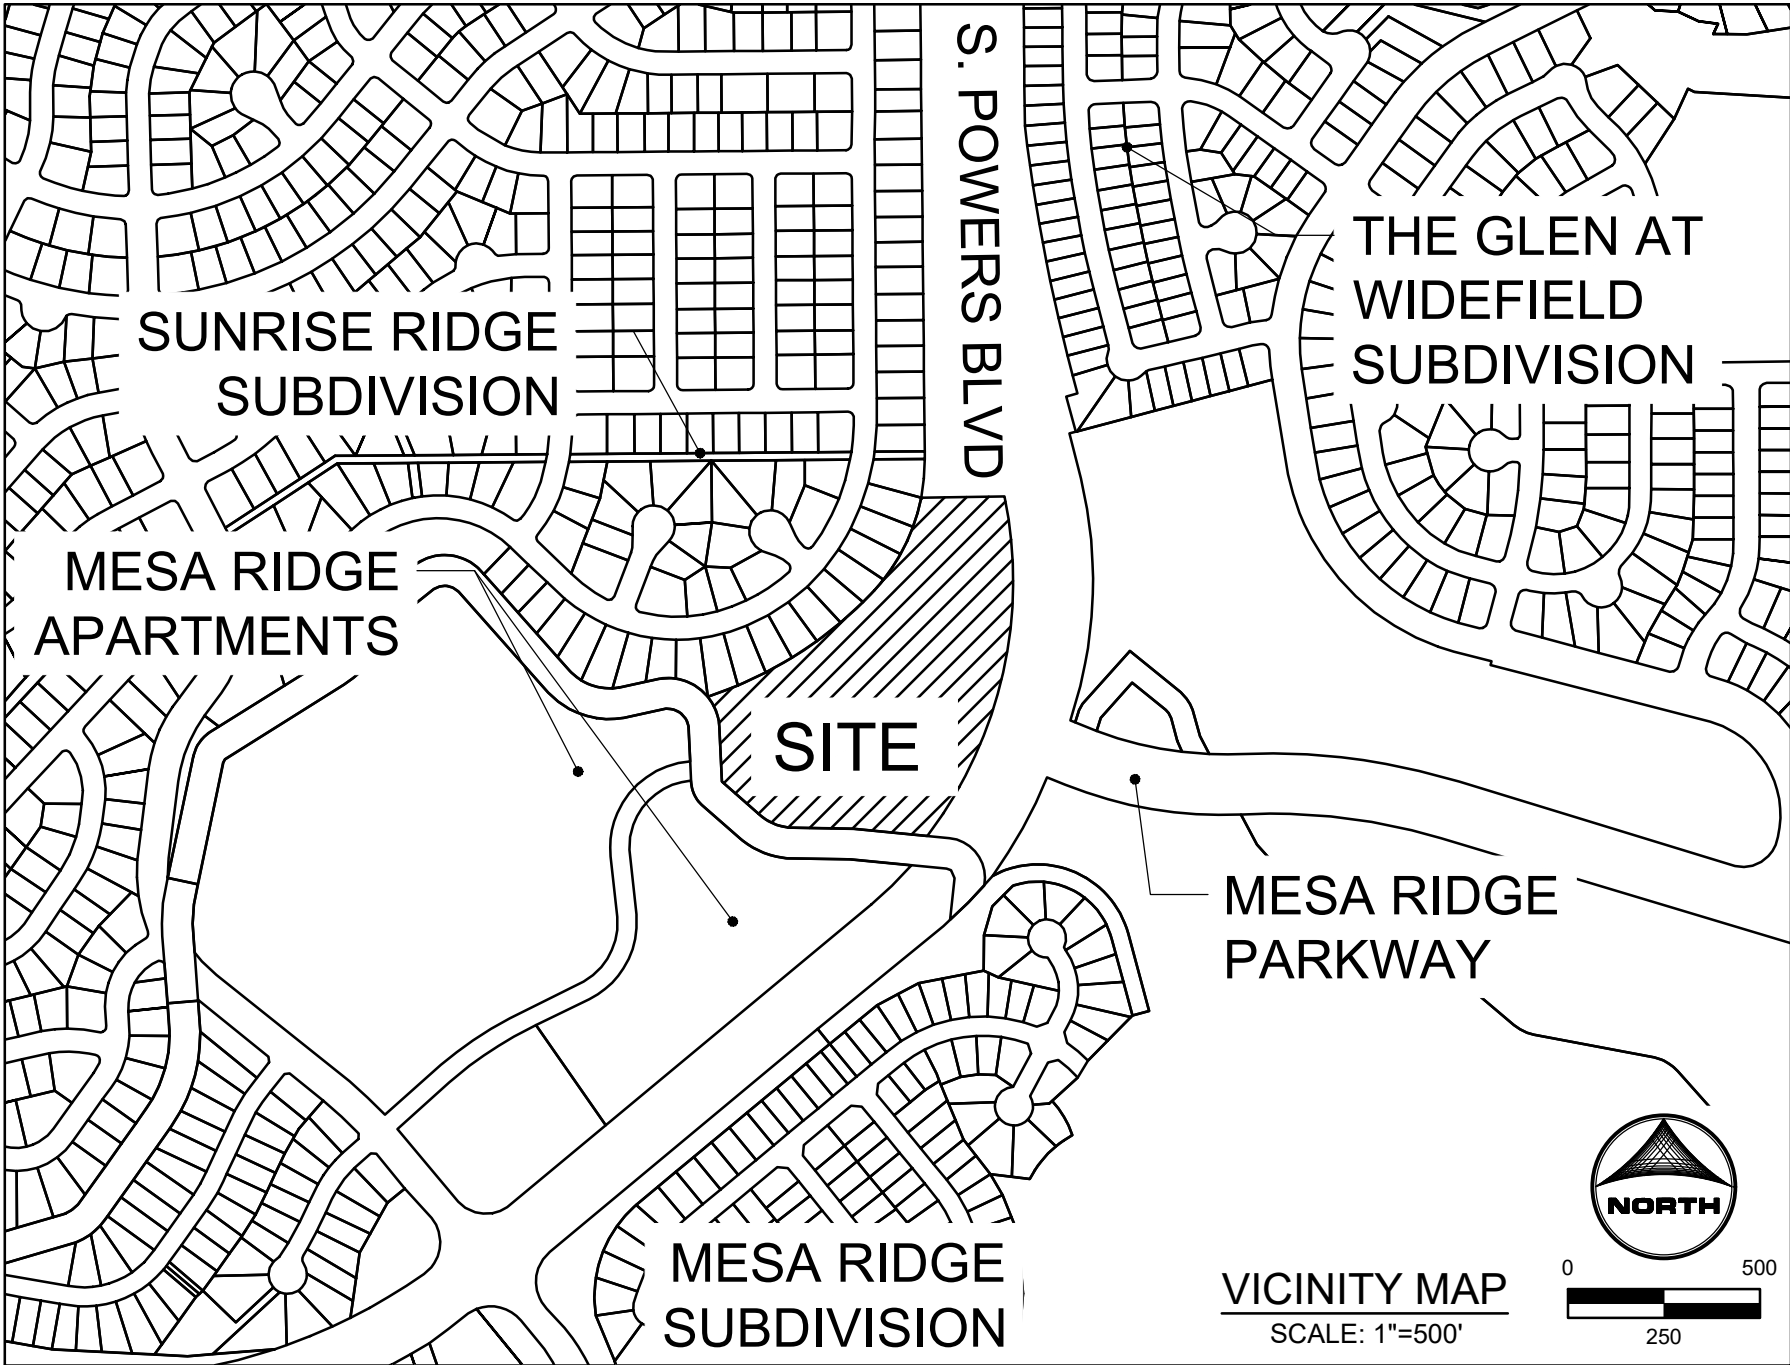 S. POWERS BLVD
THE GLEN AT
WIDEFIELD
SUBDIVISION
SUNRISE RIDGE
SUBDIVISION
MESA RIDGE
APARTMENTS
SITE
MESA RIDGE
PARKWAY
MESA RIDGE
SUBDIVISION
VICINITY MAP
SCALE: 1"=500'
NORTH
0 500
250